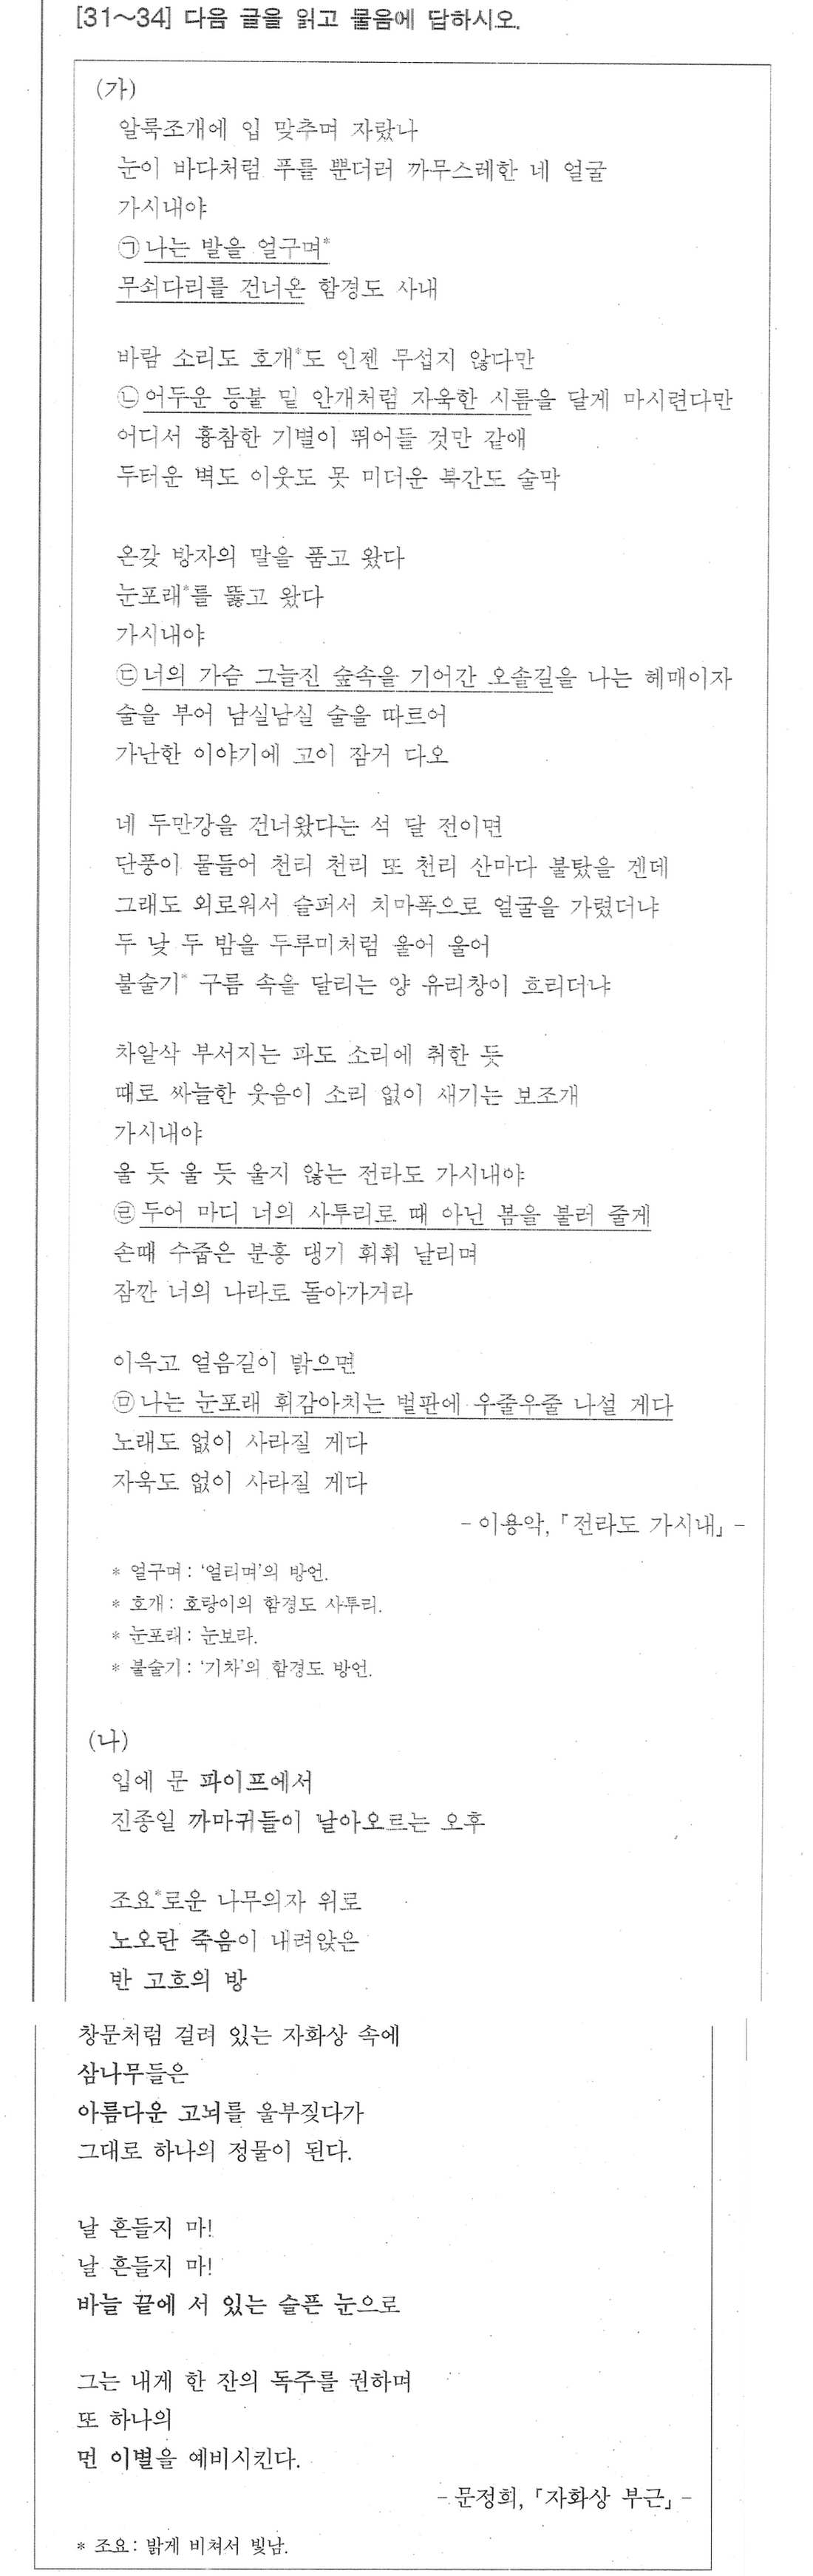 [31～34] 다음 글을 읽고 물음에 답하시오.
(가)
알룩조개에 입 맞추며 자랐나
눈이 바다처럼 푸를 뿐더러 까무스레한 네 얼굴
가시내야
㉠나는 발을 얼구며*
무쇠다리를 건너온 함경도 사내
바람 소리도 호개*도 인젠 무섭지 않다만
㉡어두운 등불 밑 안개처럼 자욱한 시름을 달게 마시련다만
어디서 흉참한 기별이 뛰어들 것만 같애
두터운 벽도 이웃도 못 미더운 북간도 술막
온갖 방자의 말을 품고 왔다
눈포래*를 뚫고 왔다
가시내야
㉢너의 가슴 그늘진 숲속을 기어간 오솔길을 나는 헤매이자
술을 부어 남실남실 술을 따르어
가난한 이야기에 고이 잠거 다오
네 두만강을 건너왔다는 석 달 전이면
단풍이 물들어 천리 천리 또 천리 산마다 불탔을 겐데
그래도 외로워서 슬퍼서 치마폭으로 얼굴을 가렸더냐
두 낮 두 밤을 두루미처럼 울어 울어
불술기* 구름 속을 달리는 양 유리창이 흐리더냐
차알삭 부서지는 파도 소리에 취한 듯
때로 싸늘한 웃음이 소리 없이 새기는 보조개
가시내야
울 듯 울 듯 울지 않는 전라도 가시내야
㉣두어 마디 너의 사투리로 때 아닌 봄을 불러 줄게
손때 수줍은 분홍 댕기 휘휘 날리며
잠깐 너의 나라로 돌아가거라
이윽고 얼음길이 밝으면
㉤나는 눈포래 휘감아치는 벌판에 우줄우줄 나설 게다
노래도 없이 사라질 게다
자욱도 없이 사라질 게다
- 이용악, 「전라도 가시내」 -
* 얼구며 : '얼리며'의 방언.
* 호개 : 호랑이의 함경도 사투리.
* 눈포래 : 눈보라.
* 불술기 : '기차'의 함경도 방언.
(나)
입에 문 파이프에서
진종일 까마귀들이 날아오르는 오후
조요*로운 나무의자 위로
노오란 죽음이 내려앉은
반 고흐의 방
창문처럼 걸려 있는 자화상 속에
삼나무들은
아름다운 고뇌를 울부짖다가
그대로 하나의 정물이 된다.
날 흔들지 마!
날 흔들지 마!
바늘 끝에 서 있는 슬픈 눈으로
그는 내게 한 잔의 독주를 권하며
또 하나의
먼 이별을 예비시킨다.
- 문정희, 「자화상 부근」 -
* 조요 : 밝게 비쳐서 빛남.